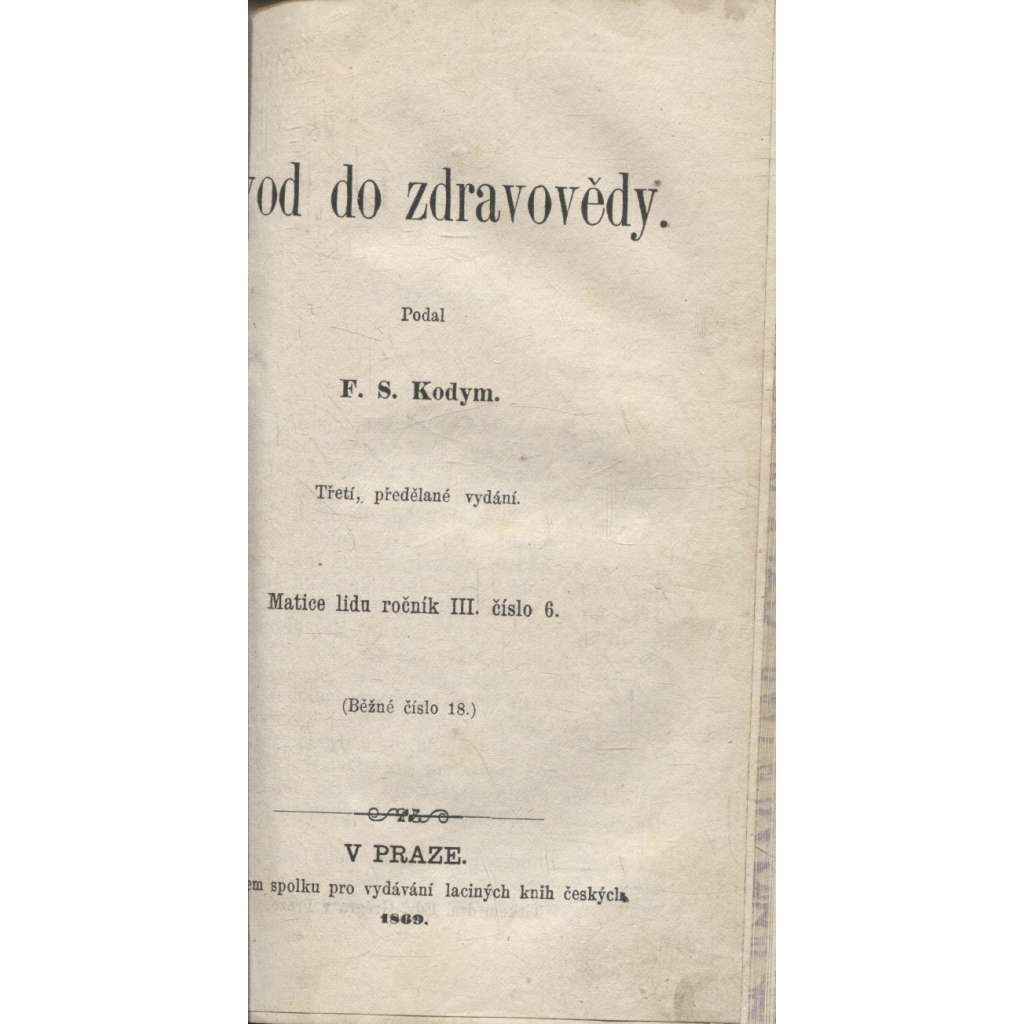 vod do zdravovědy.
Podal
F. S. Kodym.
Třetí, předělané vydání.
Matice lidu ročník III. číslo 6.
(Běžné číslo 18.)
V PRAZE.
em spolku pro vydávání laciných knih českých.
1869.